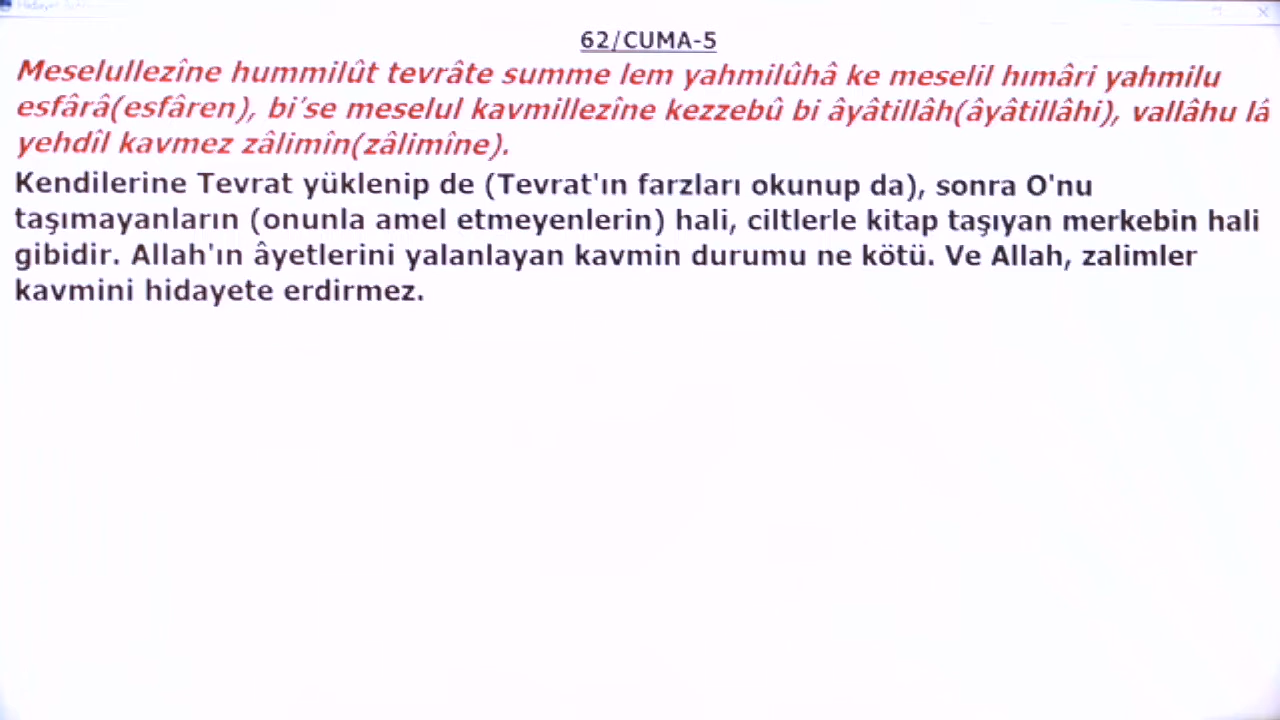 62/CUMA-5
Meselullezîne hummilût tevrâte summe lem yahmilûhâ ke meselil hımâri yahmilu
esfârâ(esfâren), bi’se meselul kavmillezîne kezzebû bi âyâtillâh(âyâtillâhi), vallâhu lâ
yehdîl kavmez zâlimîn(zâlimîne).
Kendilerine Tevrat yüklenip de (Tevrat'ın farzları okunup da), sonra O'nu
taşımayanların (onunla amel etmeyenlerin) hali, ciltlerle kitap taşıyan merkebin hali
gibidir. Allah'ın âyetlerini yalanlayan kavmin durumu ne kötü. Ve Allah, zalimler
kavmini hidayete erdirmez.